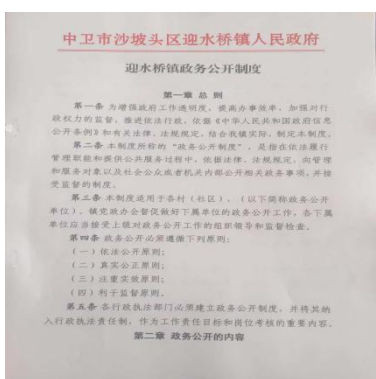 中卫市沙坡头区迎水桥镇人民政府
迎水桥镇政务公开制度
第一章 总 则
第一条 为增强政府工作透明度，提高办事效率，加强对行
政权力的监督，推进依法行政，依据《中华人民共和国政府信息
公开条例》和有关法律、法规规定，结合我镇实际，制定本制度。
第二条 本制度所称的“政务公开制度”，是指在依法履行
管理职能和提供公共服务过程中，依据法律、法规规定，向管理
和服务对象以及社会公众或者机关内部公开相关政务事项，并接
受监督的制度。
第三条 本制度适用于各村（社区），（以下简称政务公开
单位）。镇党政办会督促做好下属单位的政务公开工作。各下属
单位应当接受上级对政务公开工作的组织领导和监督检查。
第四条 政务公开必须遵循下列原则：
（一）依法公开原则；
（二）真实公正原则；
（三）注重实效原则；
（四）利于监督原则。
第五条 各行政执法部门必须建立政务公开制度，并将其纳
入行政执法责任制，作为工作责任目标和岗位考核的重要内容。
第二章 政务公开的内容